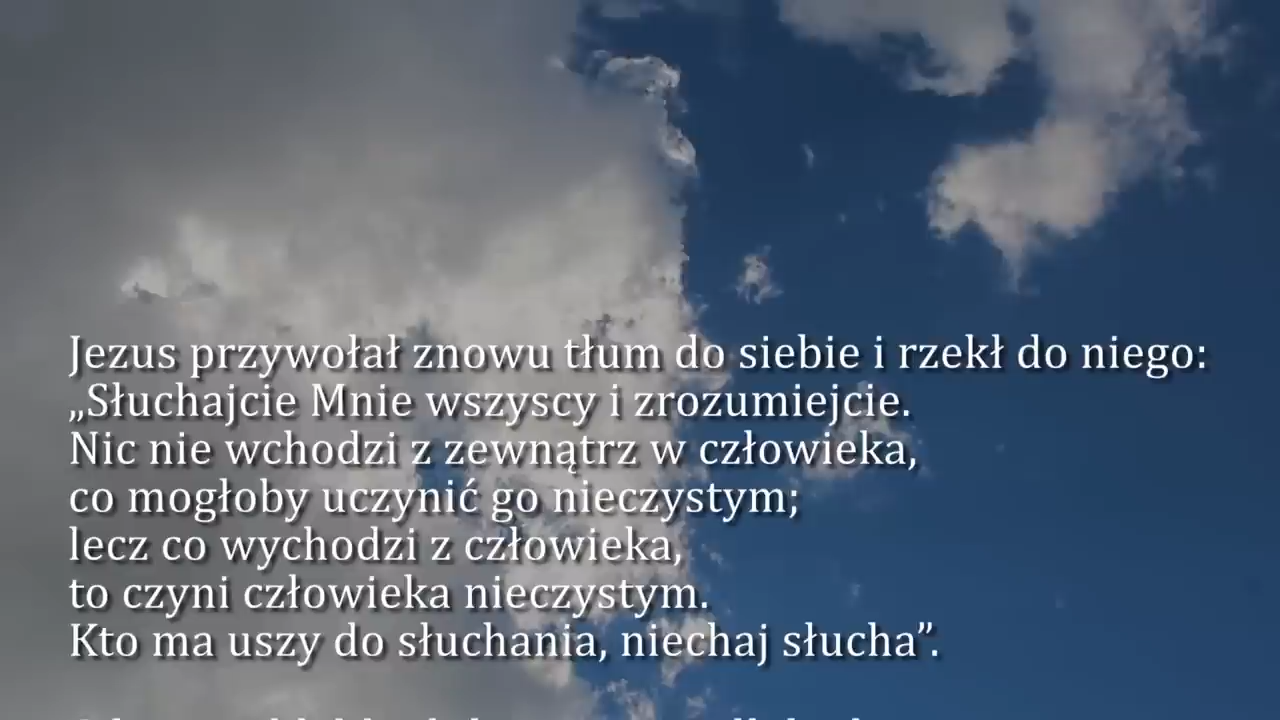 Jezus przywołał znowu tłum do siebie i rzekł do niego:
„Słuchajcie Mnie wszyscy i zrozumiejcie.
Nic nie wchodzi z zewnątrz w człowieka,
co mogłoby uczynić go nieczystym;
lecz co wychodzi z człowieka,
to czyni człowieka nieczystym.
Kto ma uszy do słuchania, niechaj słucha”.